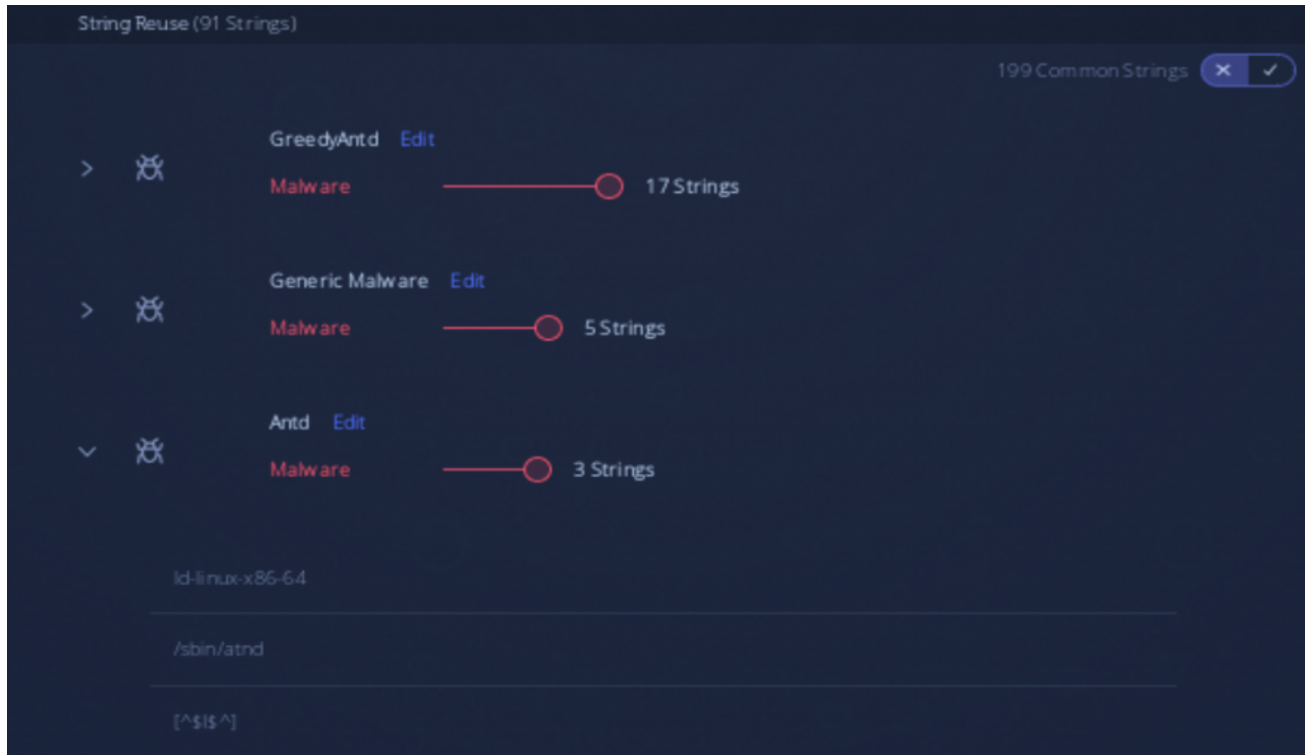 String Reuse (91 Strings)
199 Common Strings
GreedyAntd Edit
Malware 17 Strings
Generic Malware Edit
Malware 5 Strings
Antd Edit
Malware 3 Strings
ld-linux-x86-64
/sbin/atnd
[^$I$^]